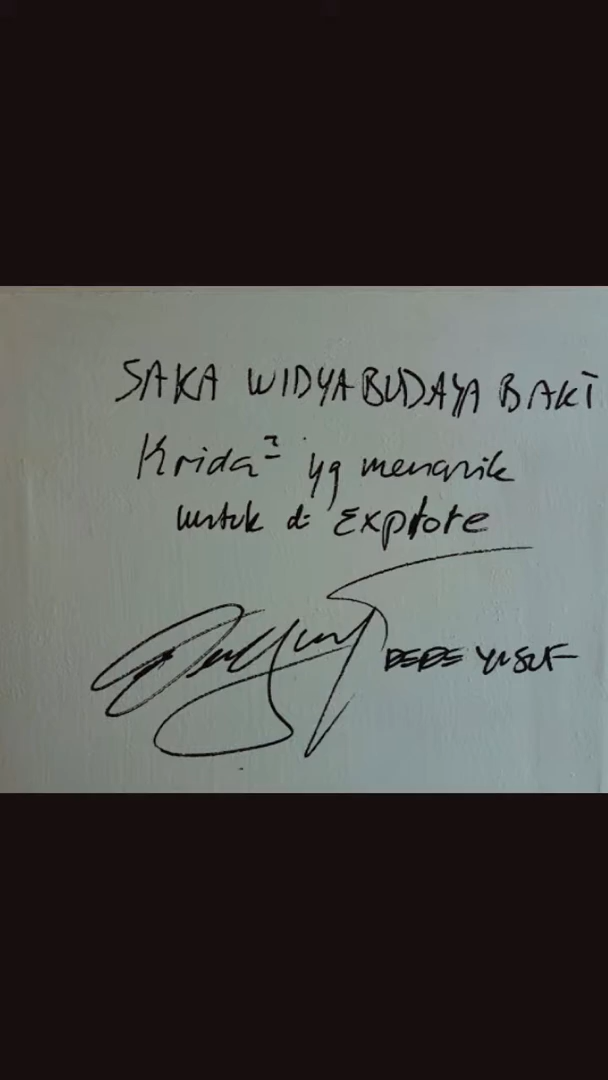 SAKA WIDYABUDAYA BAKTI
Krida² yg menarik
untuk di Explore
DEDE YUSUF